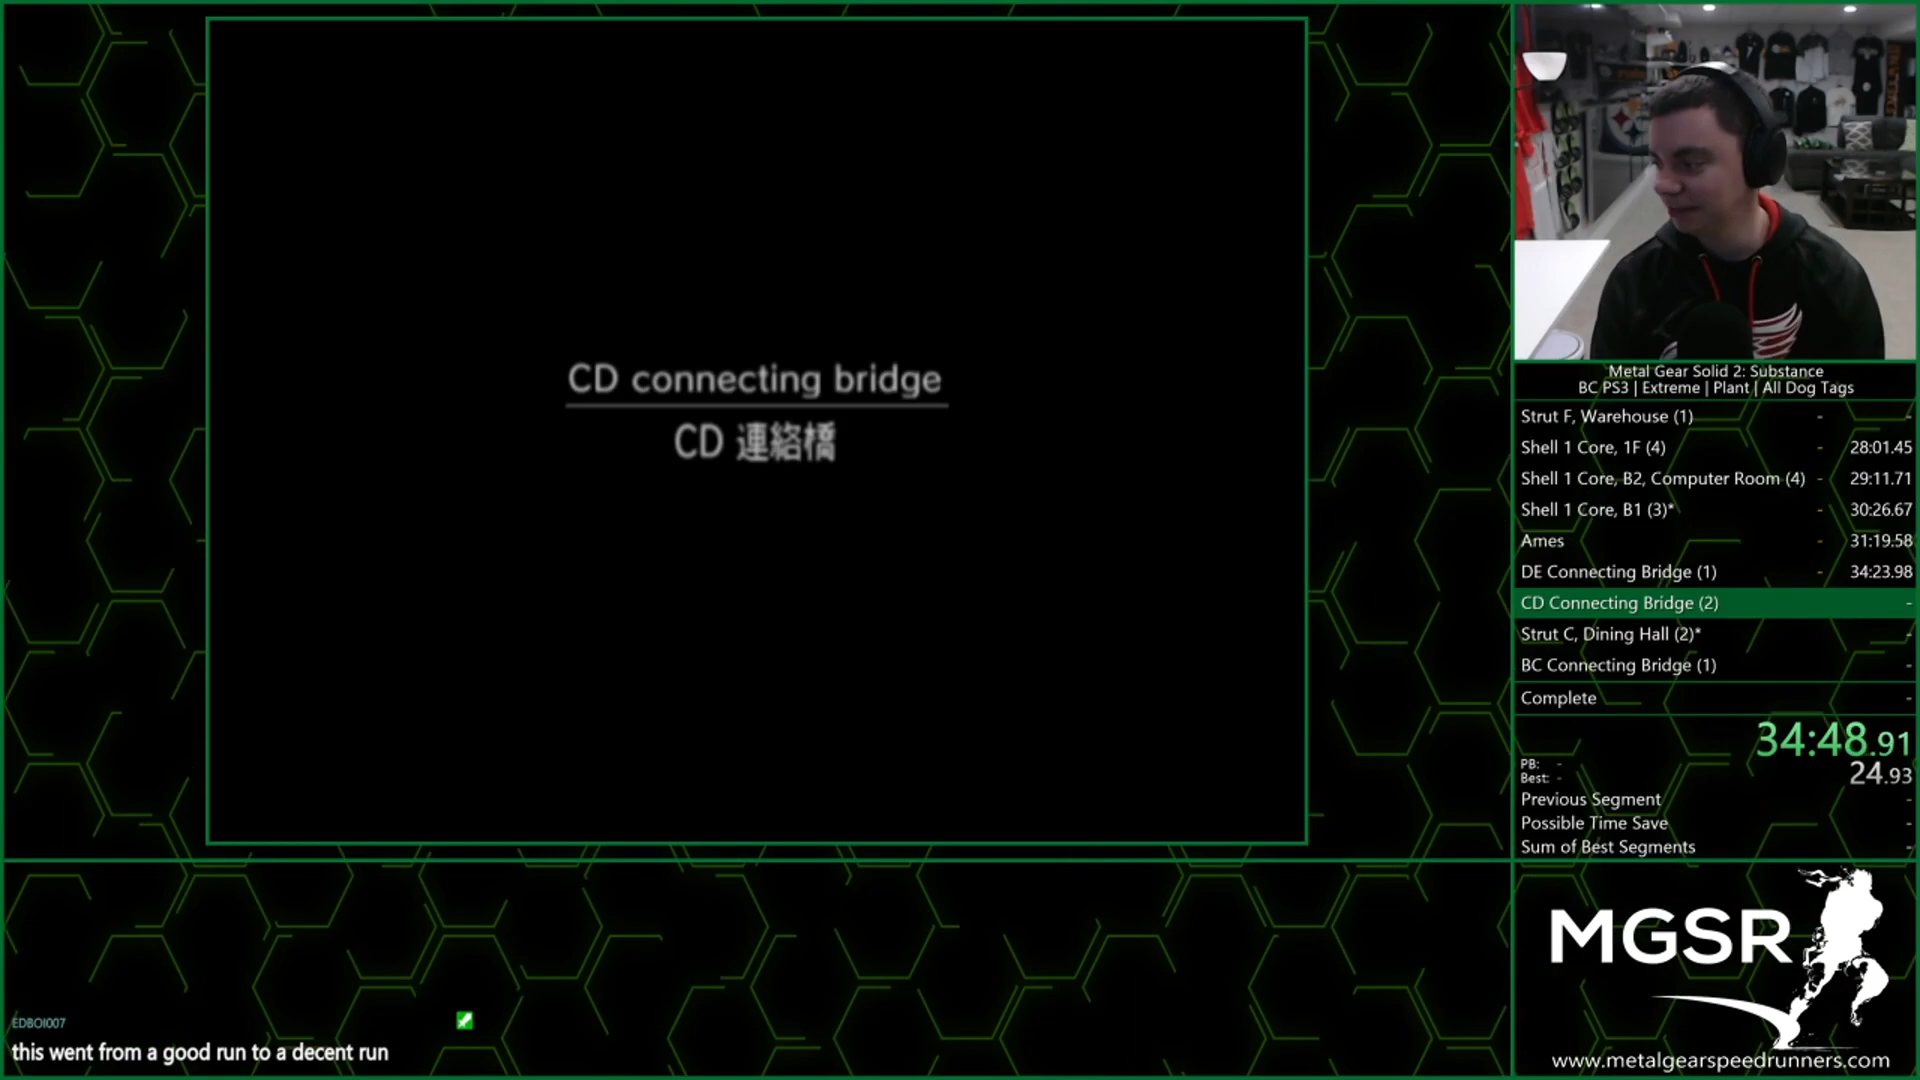 CD connecting bridge
CD 連絡橋
Metal Gear Solid 2: Substance
BC PS3 | Extreme | Plant | All Dog Tags
Strut F, Warehouse (1) - -
Shell 1 Core, 1F (4) - 28:01.45
Shell 1 Core, B2, Computer Room (4) - 29:11.71
Shell 1 Core, B1 (3)* - 30:26.67
Ames - 31:19.58
DE Connecting Bridge (1) - 34:23.98
CD Connecting Bridge (2) -
Strut C, Dining Hall (2)* -
BC Connecting Bridge (1) -
Complete -
34:48.91
PB: -
Best: - 24.93
Previous Segment -
Possible Time Save -
Sum of Best Segments -
MGSR
www.metalgearspeedrunners.com
EDBOI007
this went from a good run to a decent run